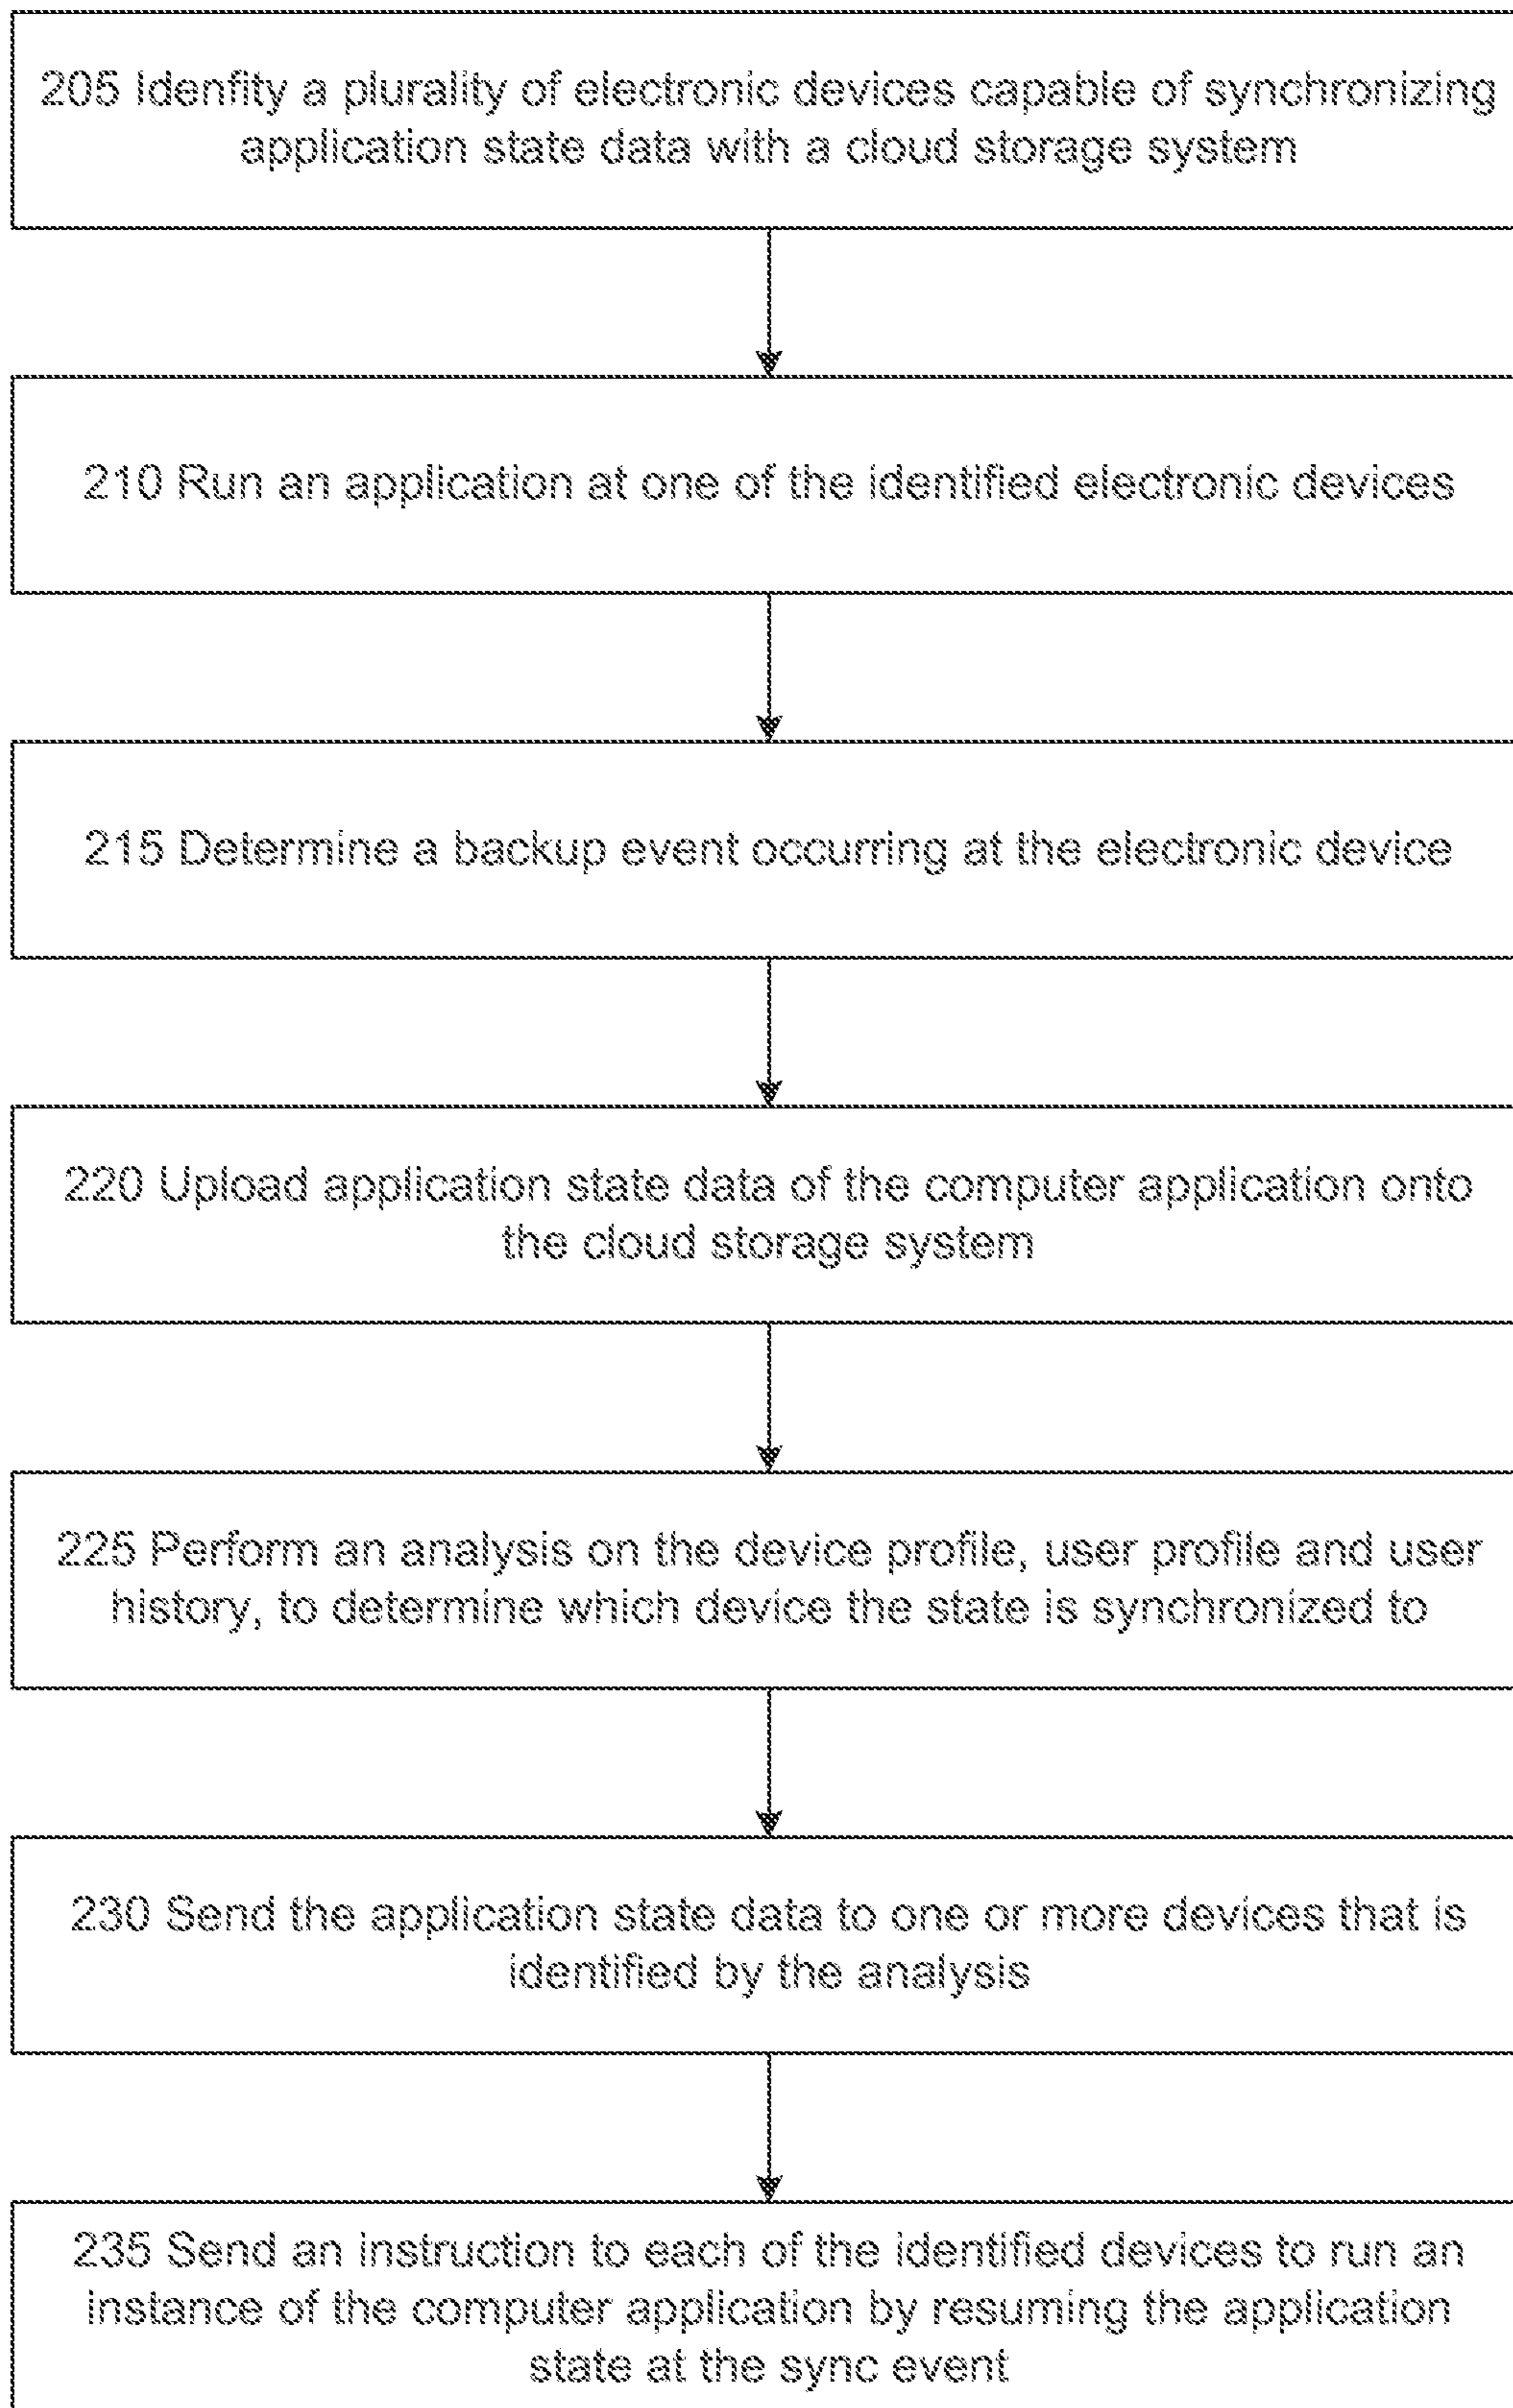 205 Idenfity a plurality of electronic devices capable of synchronizing
application state data with a cloud storage system
210 Run an application at one of the identified electronic devices
215 Determine a backup event occurring at the electronic device
220 Upload application state data of the computer application onto
the cloud storage system
225 Perform an analysis on the device profile, user profile and user
history, to determine which device the state is synchronized to
230 Send the application state data to one or more devices that is
identified by the analysis
235 Send an instruction to each of the identified devices to run an
instance of the computer application by resuming the application
state at the sync event